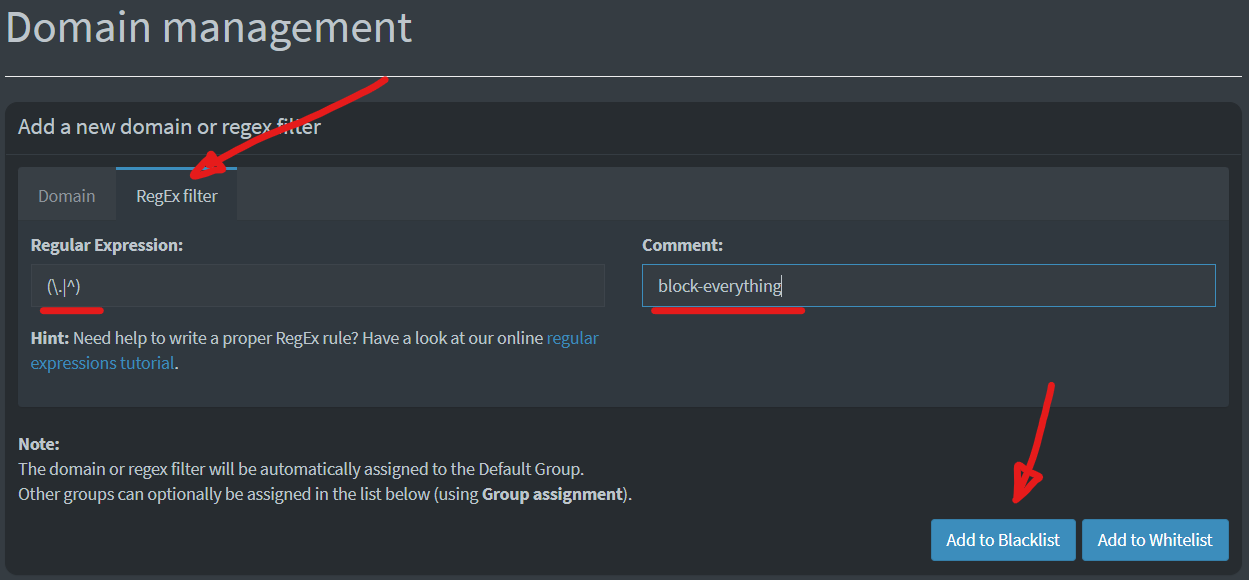 Domain management
Add a new domain or regex filter
Domain
RegEx filter
Regular Expression:
Comment:
(\.|^)
block-everything
Hint: Need help to write a proper RegEx rule? Have a look at our online regular
expressions tutorial.
Note:
The domain or regex filter will be automatically assigned to the Default Group.
Other groups can optionally be assigned in the list below (using Group assignment).
Add to Blacklist
Add to Whitelist